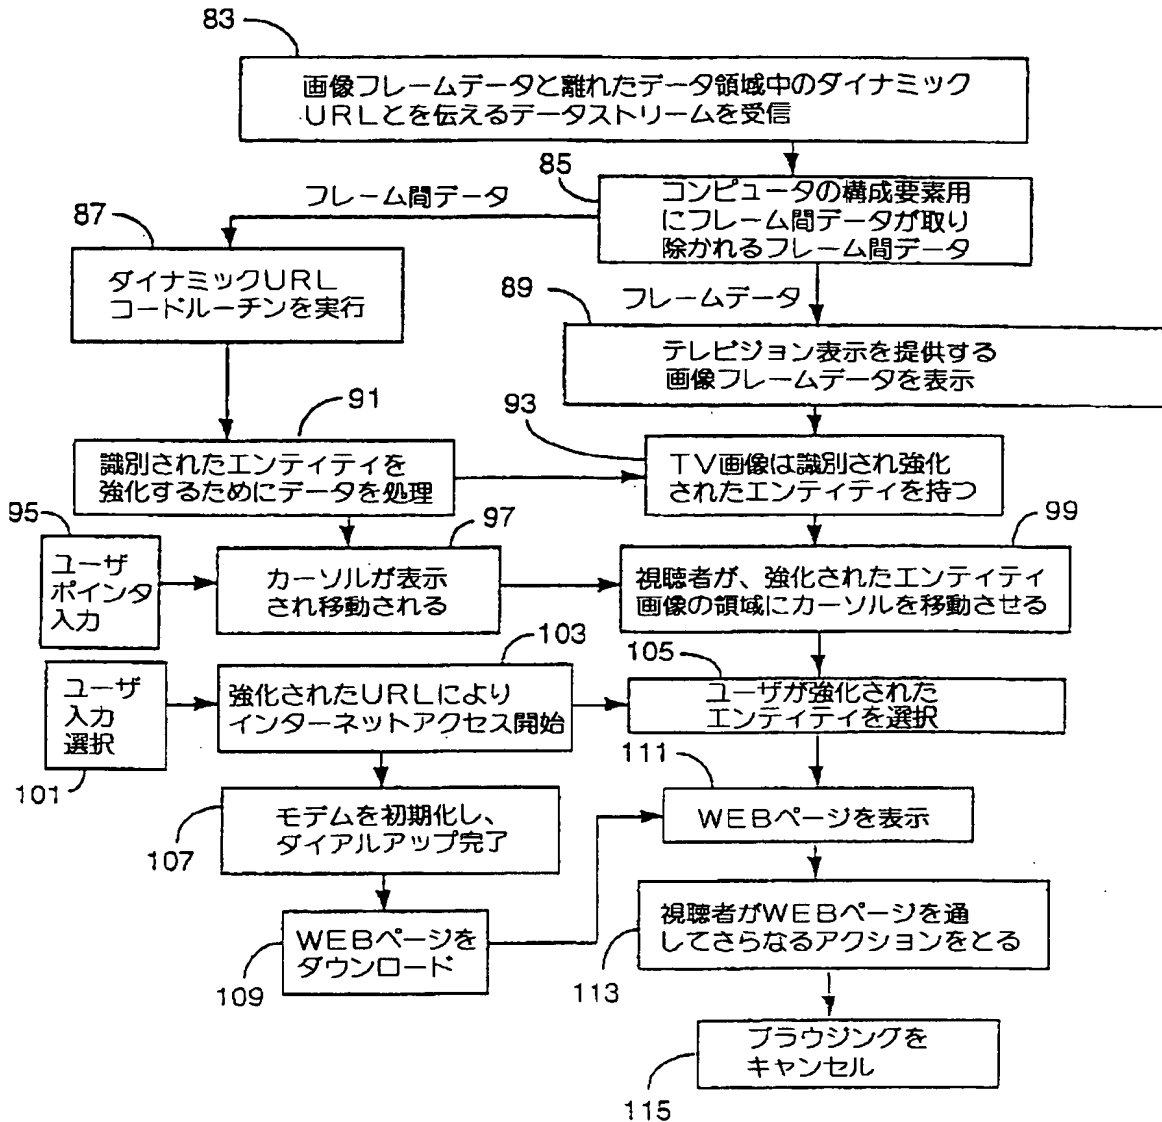 83
画像フレームデータと離れたデータ領域中のダイナミック
URLとを伝えるデータストリームを受信
85
フレーム間データ
コンピュータの構成要素用
にフレーム間データが取り
除かれるフレーム間データ
87
ダイナミックURL
コードルーチンを実行
89
フレームデータ
テレビジョン表示を提供する
画像フレームデータを表示
91
識別されたエンティティを
強化するためにデータを処理
93
TV画像は識別され強化
されたエンティティを持つ
95
ユーザ
ポインタ
入力
97
カーソルが表示
され移動される
99
視聴者が、強化されたエンティティ
画像の領域にカーソルを移動させる
101
ユーザ
入力
選択
103
強化されたURLにより
インターネットアクセス開始
105
ユーザが強化された
エンティティを選択
107
モデムを初期化し、
ダイアルアップ完了
111
WEBページを表示
109
WEBページを
ダウンロード
113
視聴者がWEBページを通
してさらなるアクションをとる
115
ブラウジングを
キャンセル